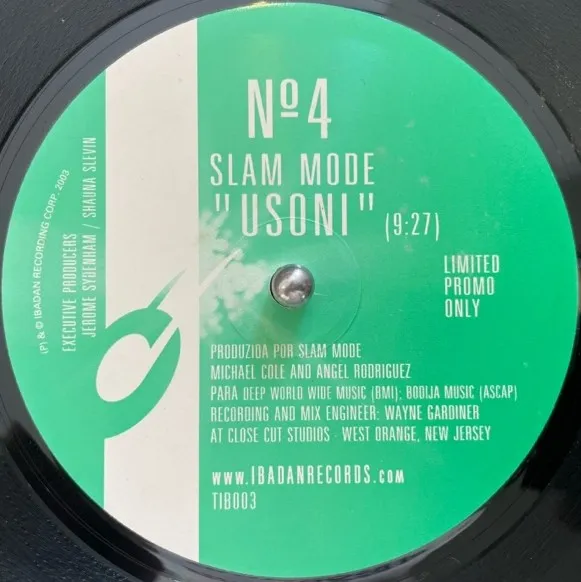 Nº4
SLAM MODE
"USONI" (9:27)
LIMITED
PROMO
ONLY
PRODUZIDA POR SLAM MODE
MICHAEL COLE AND ANGEL RODRIGUEZ
PARA DEEP WORLD WIDE MUSIC (BMI); BODIJA MUSIC (ASCAP)
RECORDING AND MIX ENGINEER: WAYNE GARDINER
AT CLOSE CUT STUDIOS - WEST ORANGE, NEW JERSEY
WWW.IBADANRECORDS.COM
TIB003
(P) & © IBADAN RECORDING CORP. 2003
EXECUTIVE PRODUCERS
JEROME SYDENHAM / SHAUNA SLEVIN